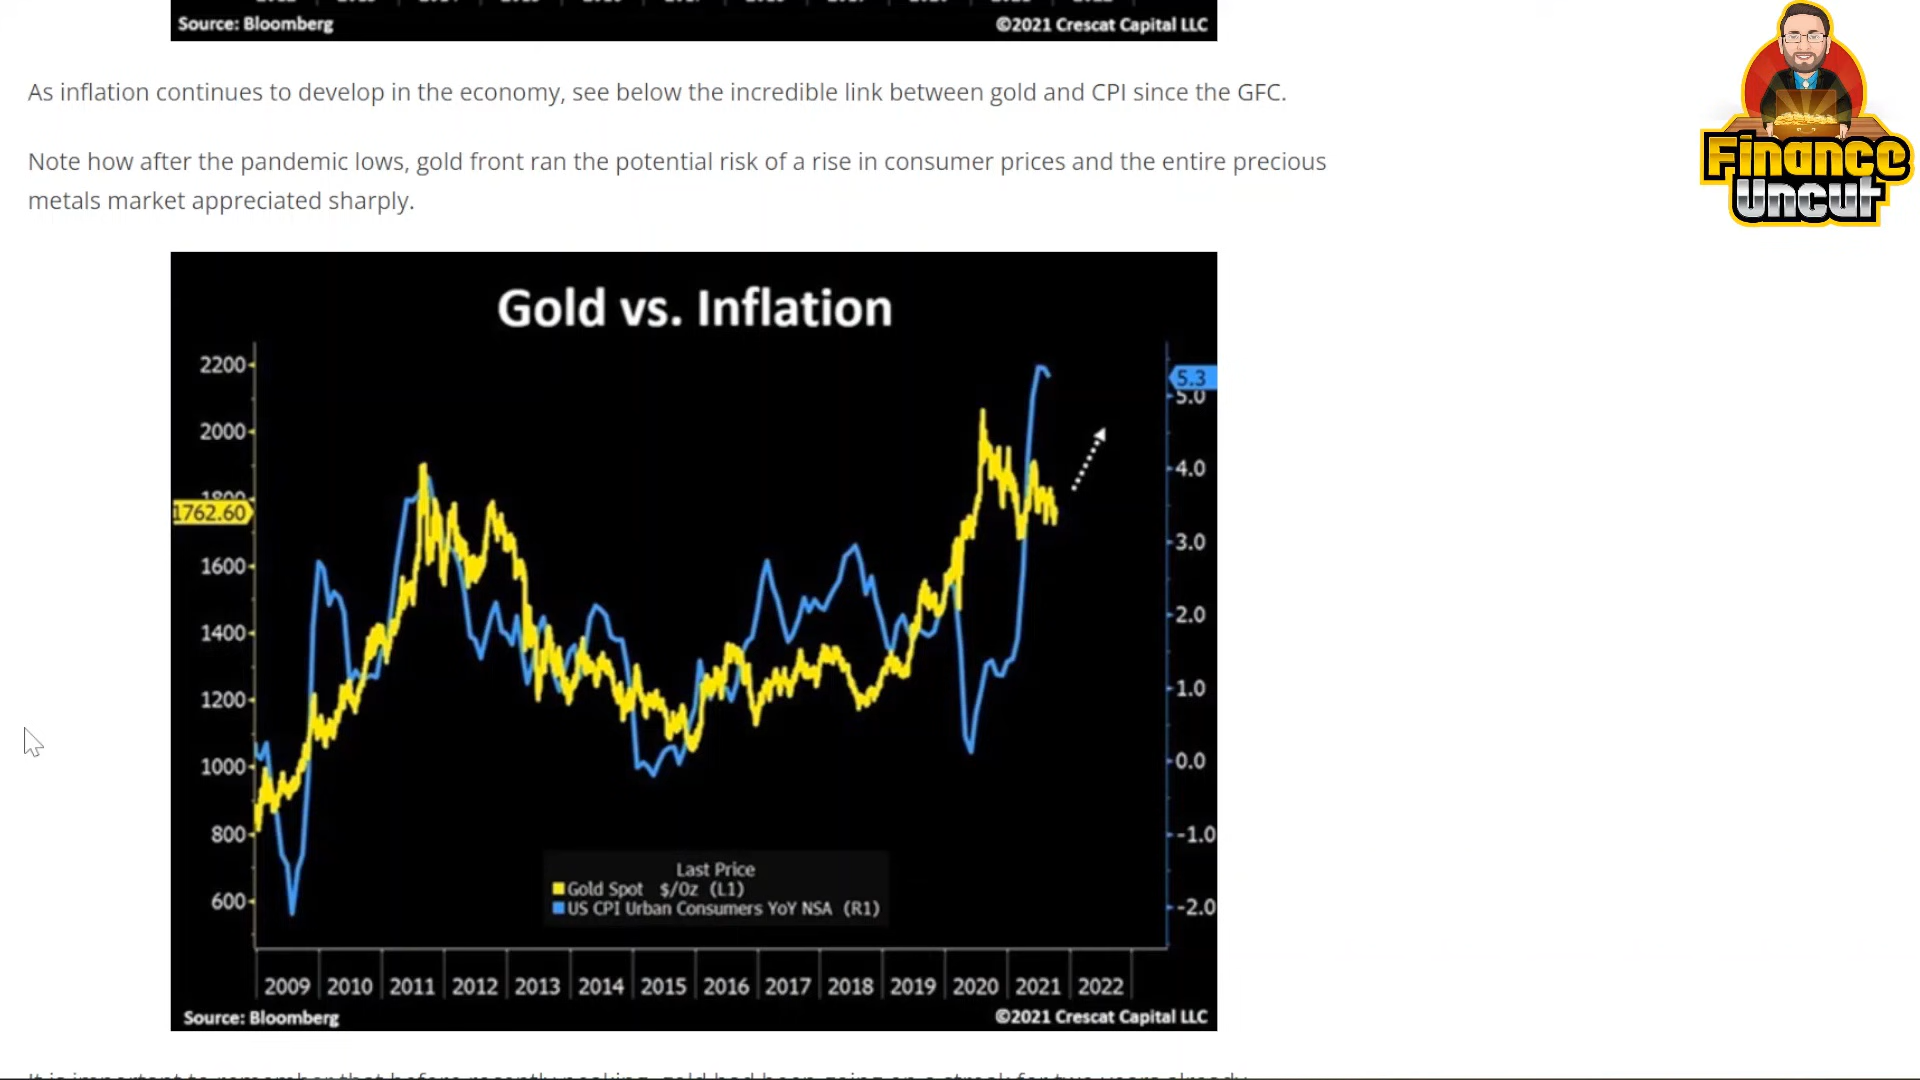 Source: Bloomberg ©2021 Crescat Capital LLC
As inflation continues to develop in the economy, see below the incredible link between gold and CPI since the GFC.
Note how after the pandemic lows, gold front ran the potential risk of a rise in consumer prices and the entire precious
metals market appreciated sharply.
Finance
Uncut
Gold vs. Inflation
2200
2000
1800
1762.60
1600
1400
1200
1000
800
600
5.3
5.0
4.0
3.0
2.0
1.0
0.0
-1.0
-2.0
Last Price
Gold Spot $/Oz (L1)
US CPI Urban Consumers YoY NSA (R1)
2009 2010 2011 2012 2013 2014 2015 2016 2017 2018 2019 2020 2021 2022
Source: Bloomberg ©2021 Crescat Capital LLC